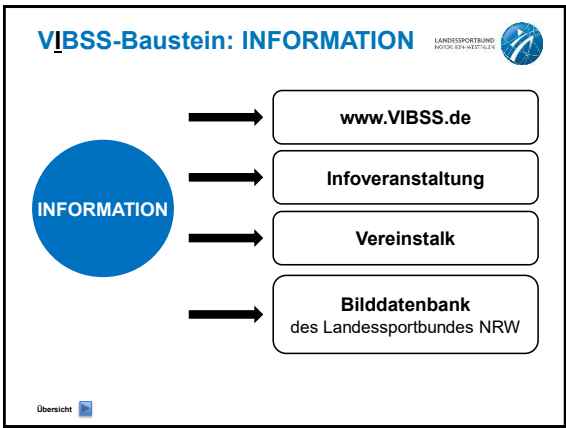 VIBSS-Baustein: INFORMATION
LANDESSPORTBUND
NORDRHEIN-WESTFALEN
www.VIBSS.de
Infoveranstaltung
INFORMATION
Vereinstalk
Bilddatenbank
des Landessportbundes NRW
Übersicht